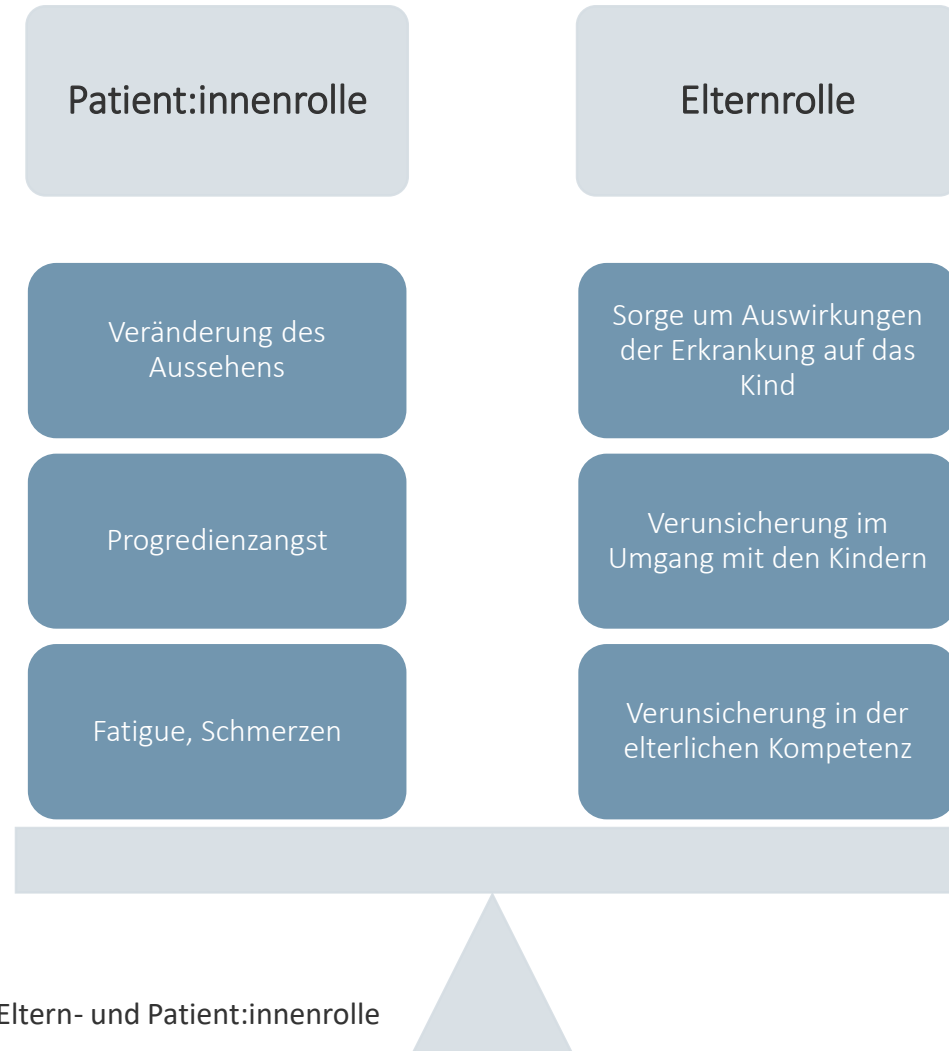 Patient:innenrolle
Elternrolle
Veränderung des
Aussehens
Sorge um Auswirkungen
der Erkrankung auf das
Kind
Progredienzangst
Verunsicherung im
Umgang mit den Kindern
Fatigue, Schmerzen
Verunsicherung in der
elterlichen Kompetenz
Eltern- und Patient:innenrolle